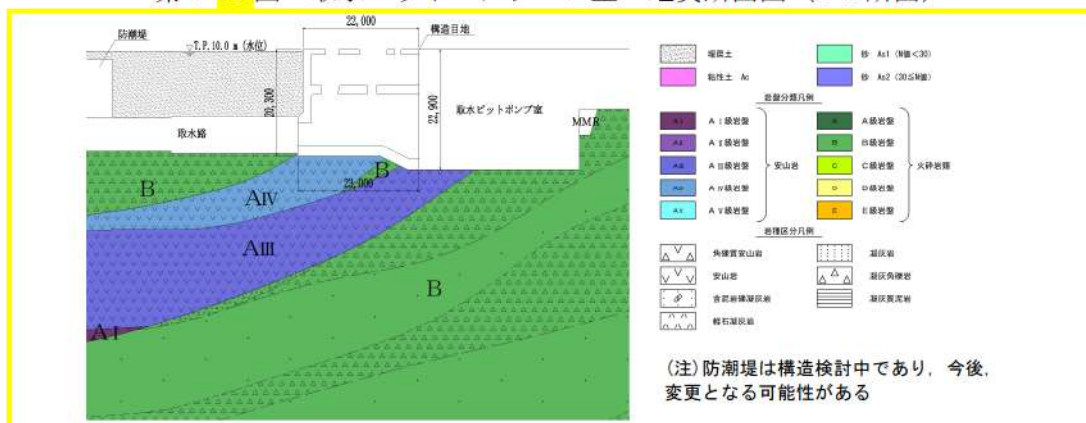 防潮堤
▽T.P.10.0 m (水位)
22,000
構造目地
20,300
22,900
取水路
取水ピットポンプ室
MMR
23,000
B
B
AIV
AIII
B
AI
埋戻土
砂 As1 (N値<30)
粘性土 Ac
砂 As2 (30≦N値)
岩盤分類凡例
AⅠ AⅠ級岩盤
A A級岩盤
AⅡ AⅡ級岩盤
B B級岩盤
AⅢ AⅢ級岩盤
安山岩
C C級岩盤
火砕岩類
AⅣ AⅣ級岩盤
D D級岩盤
AⅤ AⅤ級岩盤
E E級岩盤
岩種区分凡例
角礫質安山岩
凝灰岩
安山岩
凝灰角礫岩
含泥岩礫凝灰岩
凝灰質泥岩
軽石凝灰岩
(注)防潮堤は構造検討中であり，今後，
変更となる可能性がある